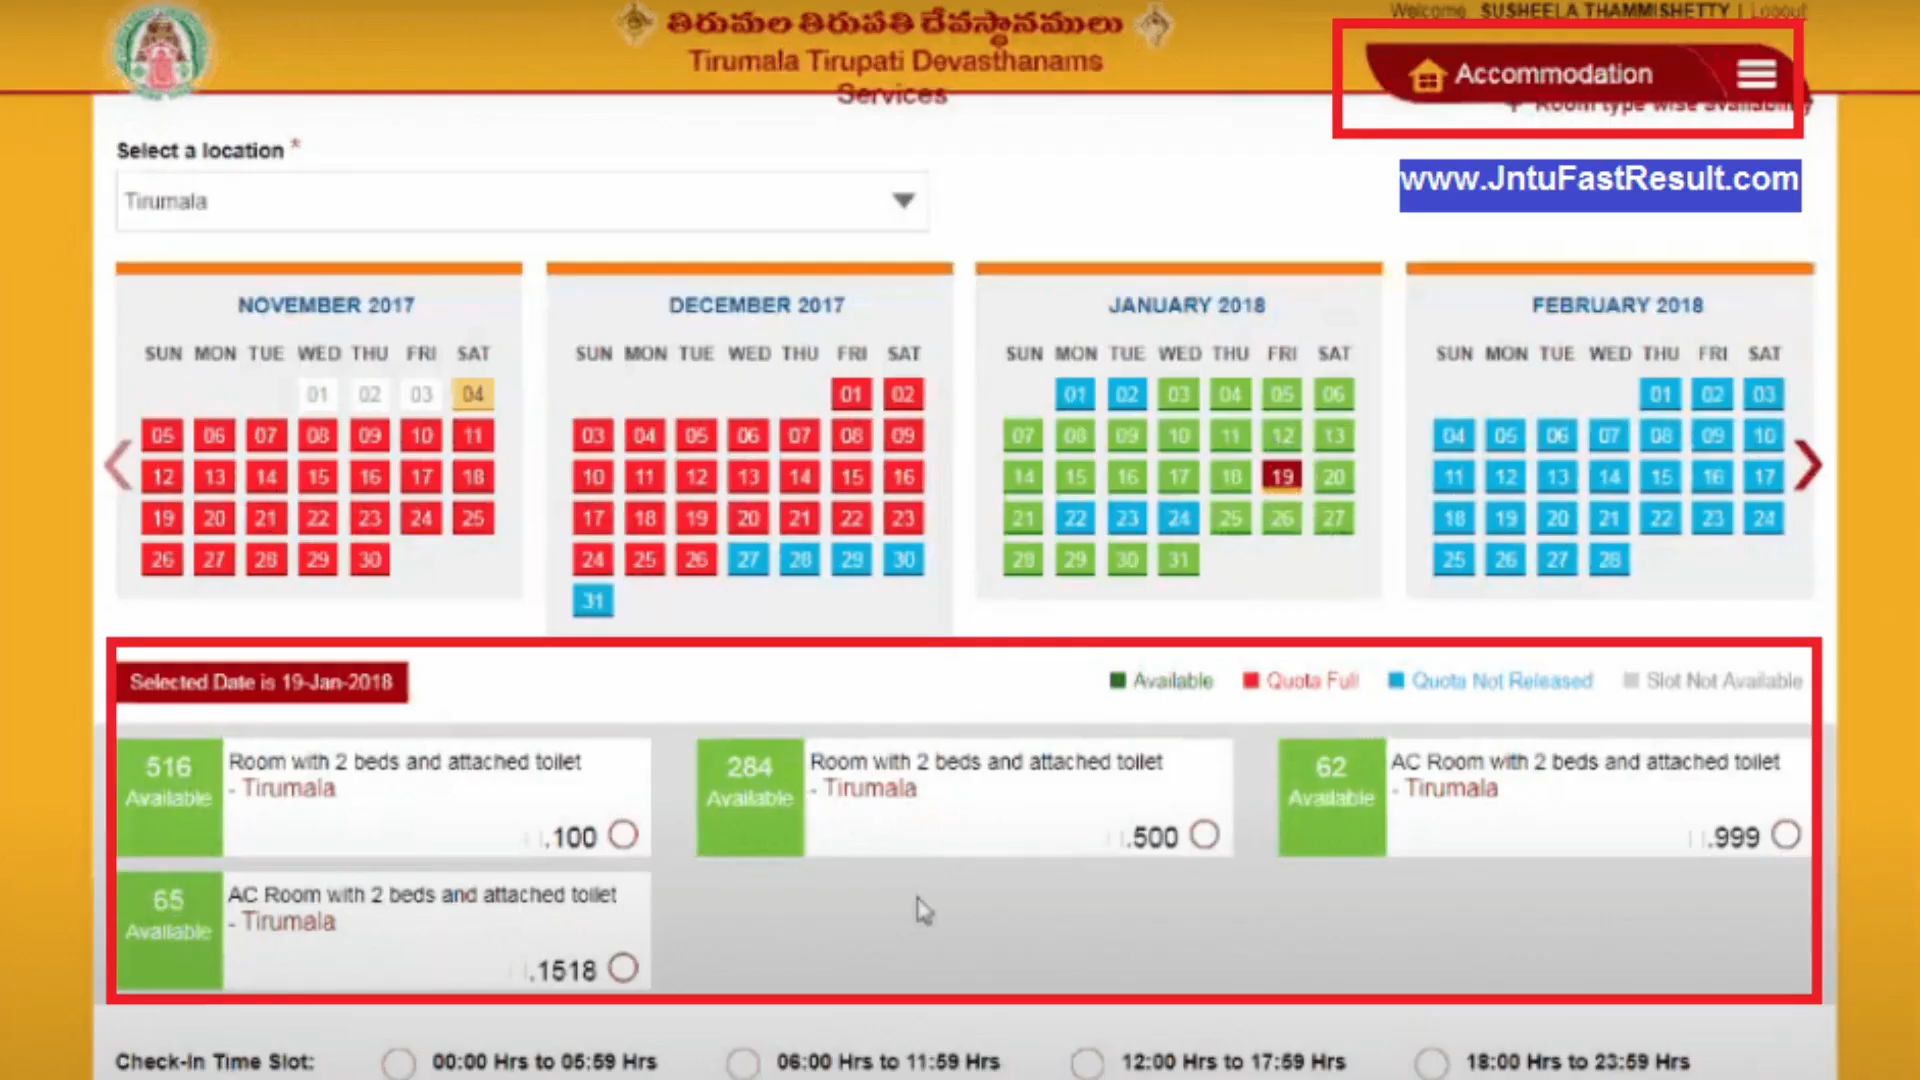 Welcome SUSHEELA THAMMISHETTY | Logout
తిరుమల తిరుపతి దేవస్థానములు
Tirumala Tirupati Devasthanams
Services
Accommodation
+ Room type wise availability
www.JntuFastResult.com
Select a location *
Tirumala
NOVEMBER 2017
SUN MON TUE WED THU FRI SAT
01 02 03 04
05 06 07 08 09 10 11
12 13 14 15 16 17 18
19 20 21 22 23 24 25
26 27 28 29 30
DECEMBER 2017
SUN MON TUE WED THU FRI SAT
01 02
03 04 05 06 07 08 09
10 11 12 13 14 15 16
17 18 19 20 21 22 23
24 25 26 27 28 29 30
31
JANUARY 2018
SUN MON TUE WED THU FRI SAT
01 02 03 04 05 06
07 08 09 10 11 12 13
14 15 16 17 18 19 20
21 22 23 24 25 26 27
28 29 30 31
FEBRUARY 2018
SUN MON TUE WED THU FRI SAT
01 02 03
04 05 06 07 08 09 10
11 12 13 14 15 16 17
18 19 20 21 22 23 24
25 26 27 28
Selected Date is 19-Jan-2018
Available Quota Full Quota Not Released Slot Not Available
516 Available
Room with 2 beds and attached toilet
- Tirumala
.100
284 Available
Room with 2 beds and attached toilet
- Tirumala
.500
62 Available
AC Room with 2 beds and attached toilet
- Tirumala
.999
65 Available
AC Room with 2 beds and attached toilet
- Tirumala
.1518
Check-In Time Slot: 00:00 Hrs to 05:59 Hrs 06:00 Hrs to 11:59 Hrs 12:00 Hrs to 17:59 Hrs 18:00 Hrs to 23:59 Hrs